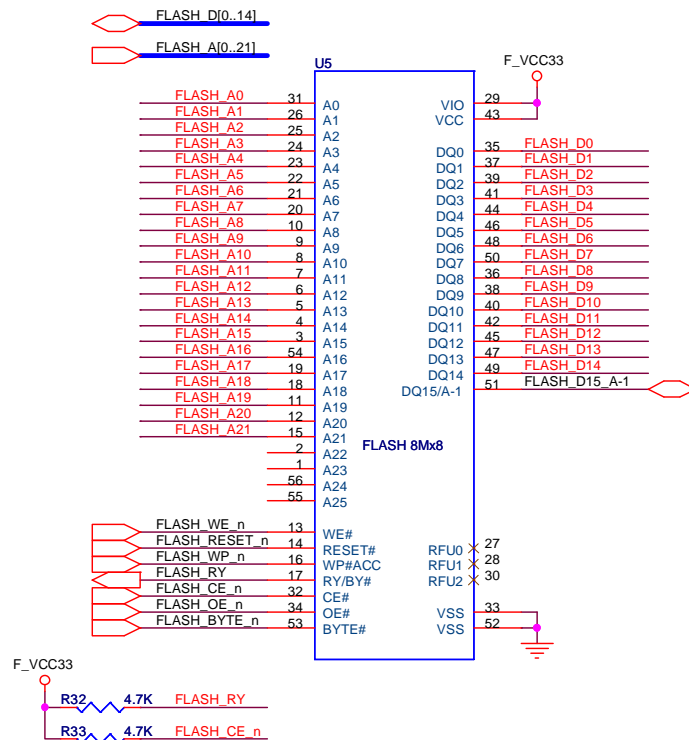 FLASH_D[0..14]
FLASH_A[0..21]
U5
F_VCC33
FLASH_A0 31 A0 VIO 29
FLASH_A1 26 A1 VCC 43
FLASH_A2 25 A2
FLASH_A3 24 A3 DQ0 35 FLASH_D0
FLASH_A4 23 A4 DQ1 37 FLASH_D1
FLASH_A5 22 A5 DQ2 39 FLASH_D2
FLASH_A6 21 A6 DQ3 41 FLASH_D3
FLASH_A7 20 A7 DQ4 44 FLASH_D4
FLASH_A8 10 A8 DQ5 46 FLASH_D5
FLASH_A9 9 A9 DQ6 48 FLASH_D6
FLASH_A10 8 A10 DQ7 50 FLASH_D7
FLASH_A11 7 A11 DQ8 36 FLASH_D8
FLASH_A12 6 A12 DQ9 38 FLASH_D9
FLASH_A13 5 A13 DQ10 40 FLASH_D10
FLASH_A14 4 A14 DQ11 42 FLASH_D11
FLASH_A15 3 A15 DQ12 45 FLASH_D12
FLASH_A16 54 A16 DQ13 47 FLASH_D13
FLASH_A17 19 A17 DQ14 49 FLASH_D14
FLASH_A18 18 A18 DQ15/A-1 51 FLASH_D15_A-1
FLASH_A19 11 A19
FLASH_A20 12 A20
FLASH_A21 15 A21
2 A22
1 A23
56 A24
55 A25
FLASH 8Mx8
FLASH_WE_n 13 WE#
FLASH_RESET_n 14 RESET# RFU0 27
FLASH_WP_n 16 WP#ACC RFU1 28
FLASH_RY 17 RY/BY# RFU2 30
FLASH_CE_n 32 CE#
FLASH_OE_n 34 OE# VSS 33
FLASH_BYTE_n 53 BYTE# VSS 52
F_VCC33
R32 4.7K FLASH_RY
R33 4.7K FLASH_CE_n